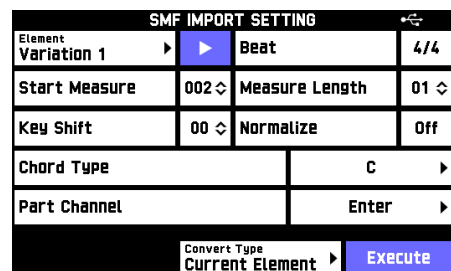 SMF IMPORT SETTING
Element
Variation 1
Beat 4/4
Start Measure 002 Measure Length 01
Key Shift 00 Normalize Off
Chord Type C
Part Channel Enter
Convert Type
Current Element Execute